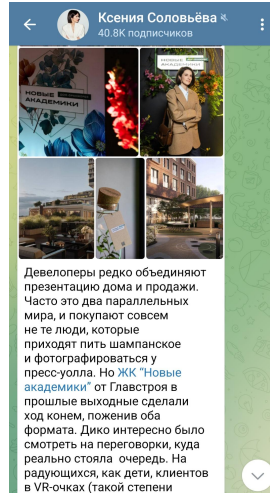 Ксения Соловьёва
40.8K подписчиков
НОВЫЕ
АКАДЕМИКИ
НОВЫЕ
АКАДЕМИКИ
Девелоперы редко объединяют
презентацию дома и продажи.
Часто это два параллельных
мира, и покупают совсем
не те люди, которые
приходят пить шампанское
и фотографироваться у
пресс-уолла. Но ЖК “Новые
академики” от Главстроя в
прошлые выходные сделали
ход конем, поженив оба
формата. Дико интересно было
смотреть на переговорки, куда
реально стояла очередь. На
радующихся, как дети, клиентов
в VR-очках (такой степени